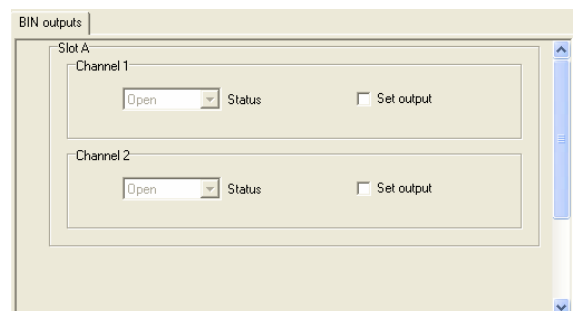 BIN outputs
Slot A
Channel 1
Open Status Set output
Channel 2
Open Status Set output